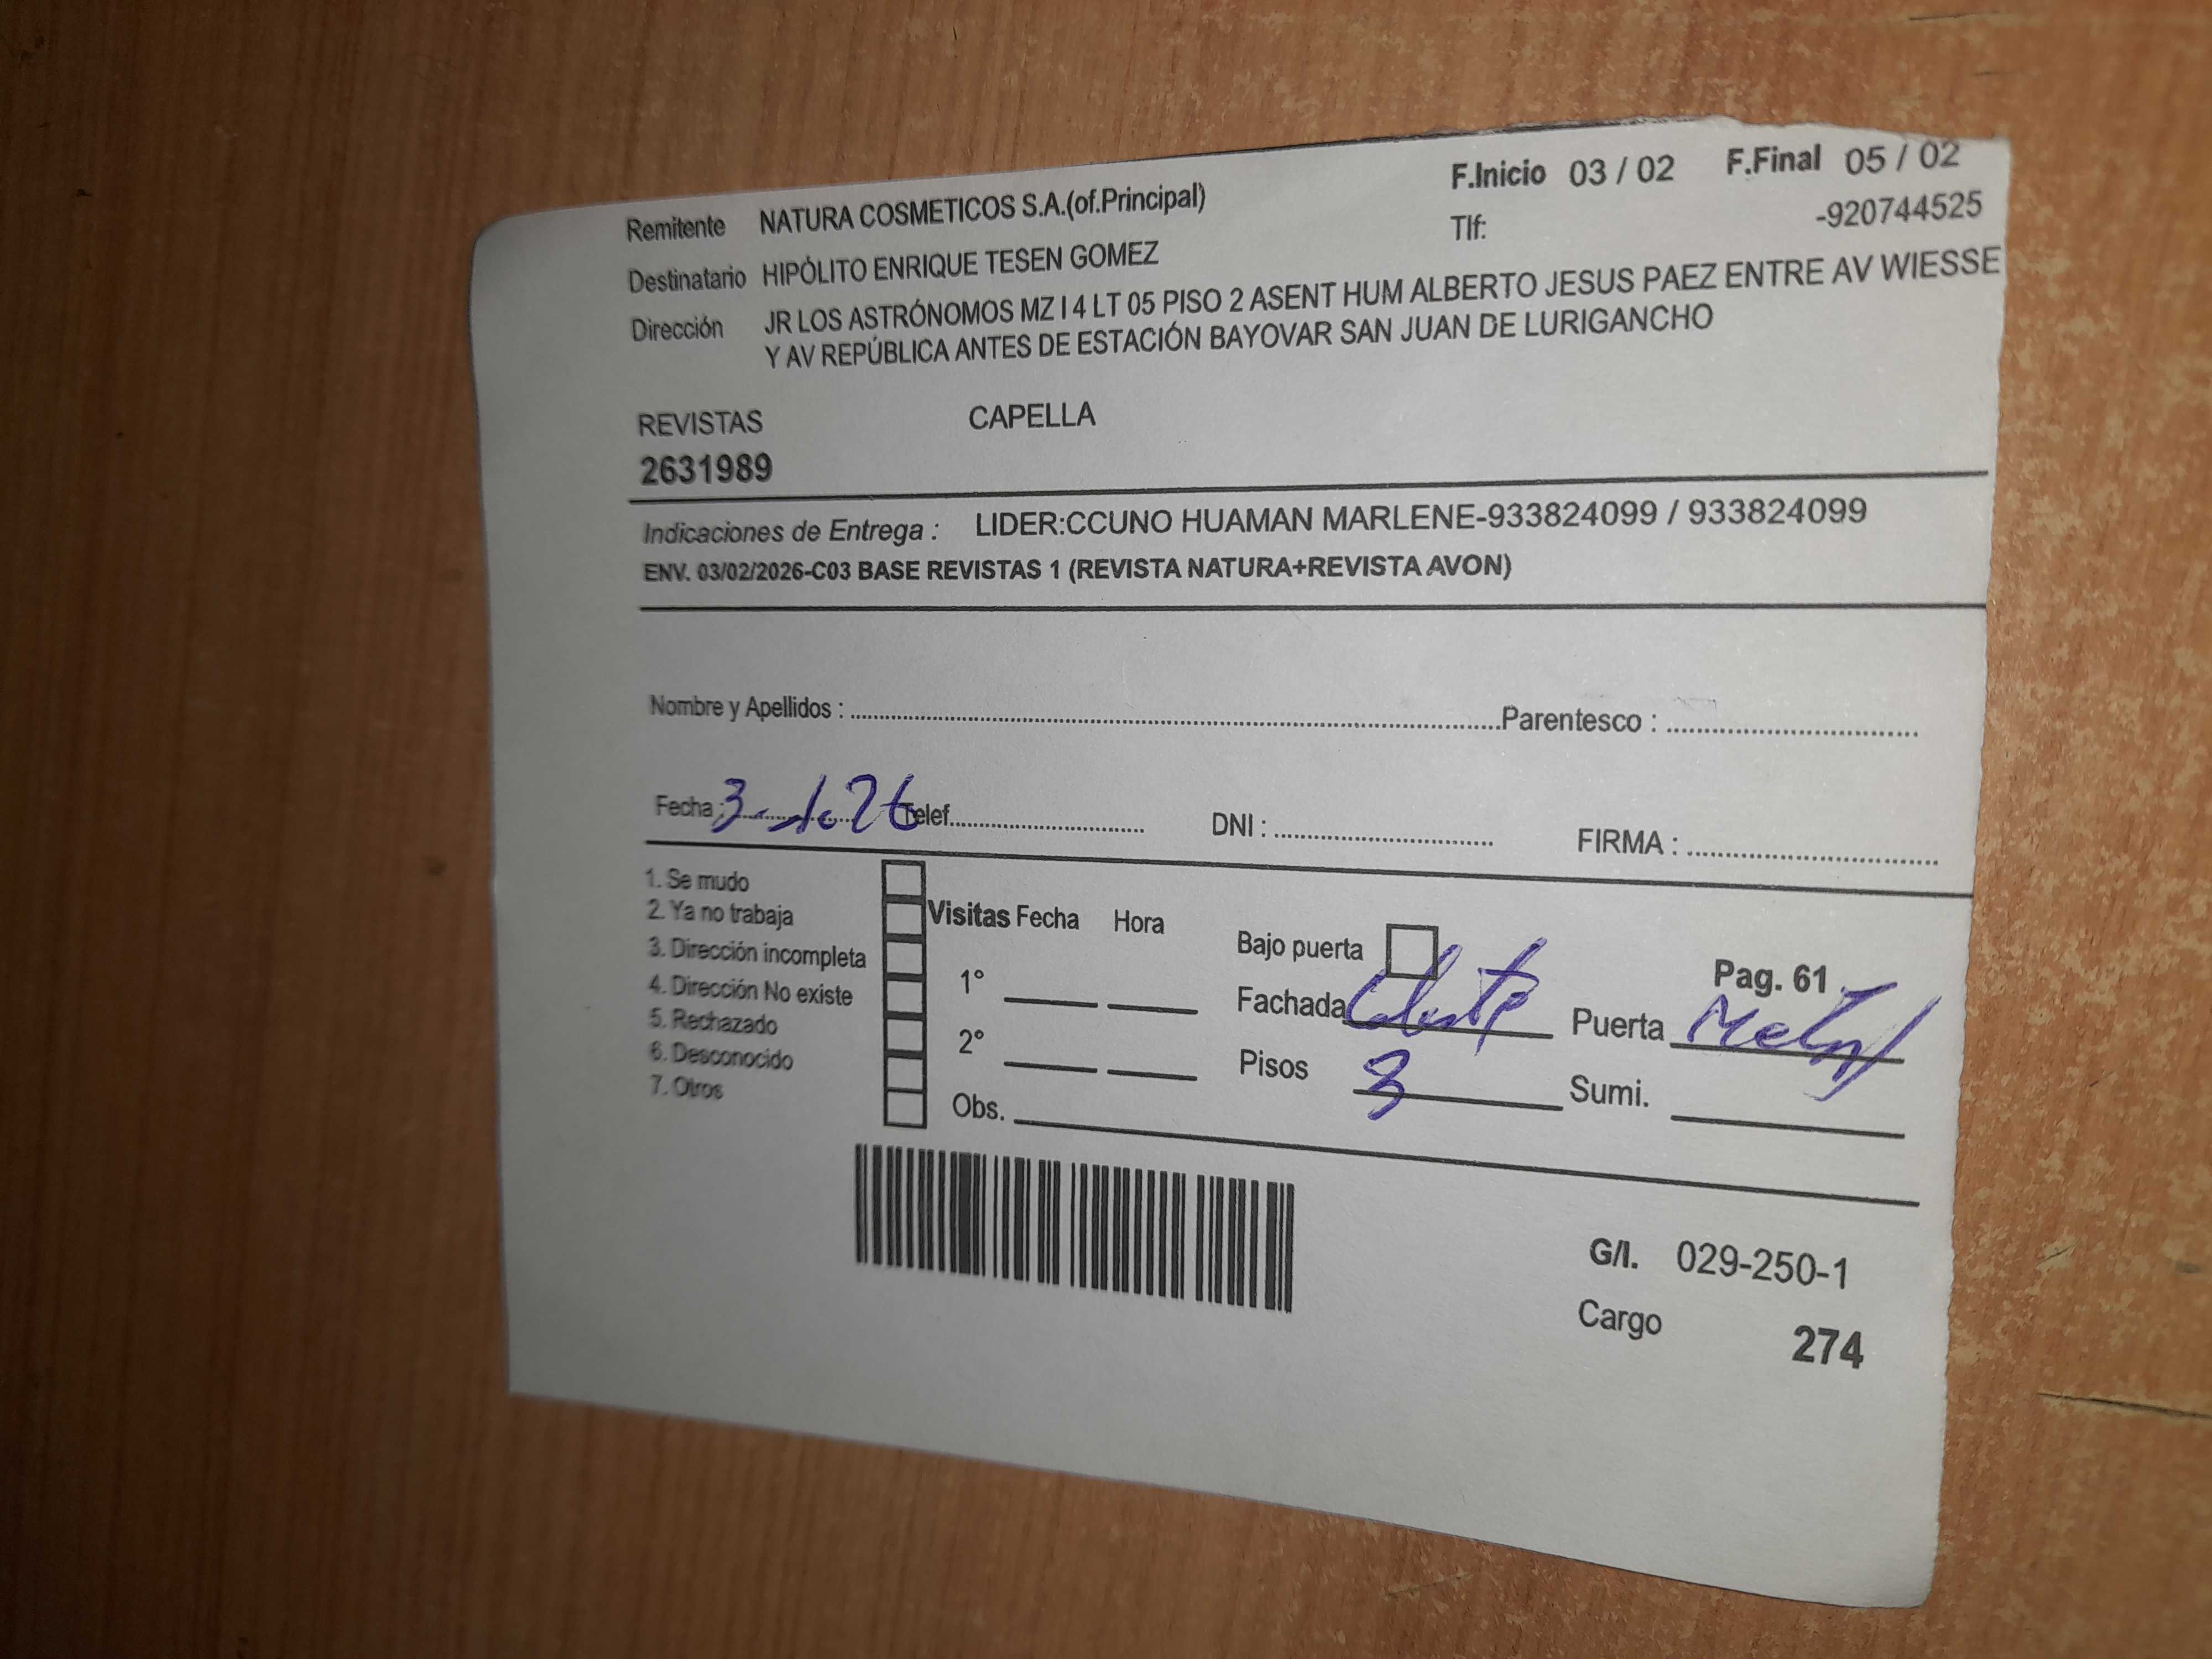 F.Inicio 03 / 02 F.Final 05 / 02
Remitente NATURA COSMETICOS S.A.(of.Principal)
Tlf: -920744525
Destinatario HIPÓLITO ENRIQUE TESEN GOMEZ
Dirección JR LOS ASTRÓNOMOS MZ I 4 LT 05 PISO 2 ASENT HUM ALBERTO JESUS PAEZ ENTRE AV WIESSE
Y AV REPÚBLICA ANTES DE ESTACIÓN BAYOVAR SAN JUAN DE LURIGANCHO
REVISTAS CAPELLA
2631989
Indicaciones de Entrega : LIDER:CCUNO HUAMAN MARLENE-933824099 / 933824099
ENV. 03/02/2026-C03 BASE REVISTAS 1 (REVISTA NATURA+REVISTA AVON)
Nombre y Apellidos : Parentesco :
Fecha : Telef. DNI : FIRMA :
1. Se mudo
2. Ya no trabaja
3. Dirección incompleta
4. Dirección No existe
5. Rechazado
6. Desconocido
7. Otros
Visitas Fecha Hora
1°
2°
Obs.
Bajo puerta
Pag. 61
Fachada Celeste Puerta Metal
Pisos 3 Sumi.
G/I. 029-250-1
Cargo 274